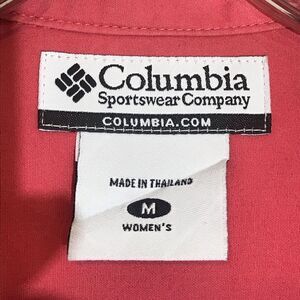 Columbia
Sportswear Company
COLUMBIA.COM
MADE IN THAILAND
M
WOMEN'S